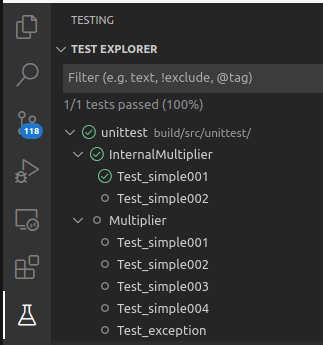 TESTING
TEST EXPLORER
Filter (e.g. text, !exclude, @tag)
1/1 tests passed (100%)
118
unittest build/src/unittest/
InternalMultiplier
Test_simple001
Test_simple002
Multiplier
Test_simple001
Test_simple002
Test_simple003
Test_simple004
Test_exception